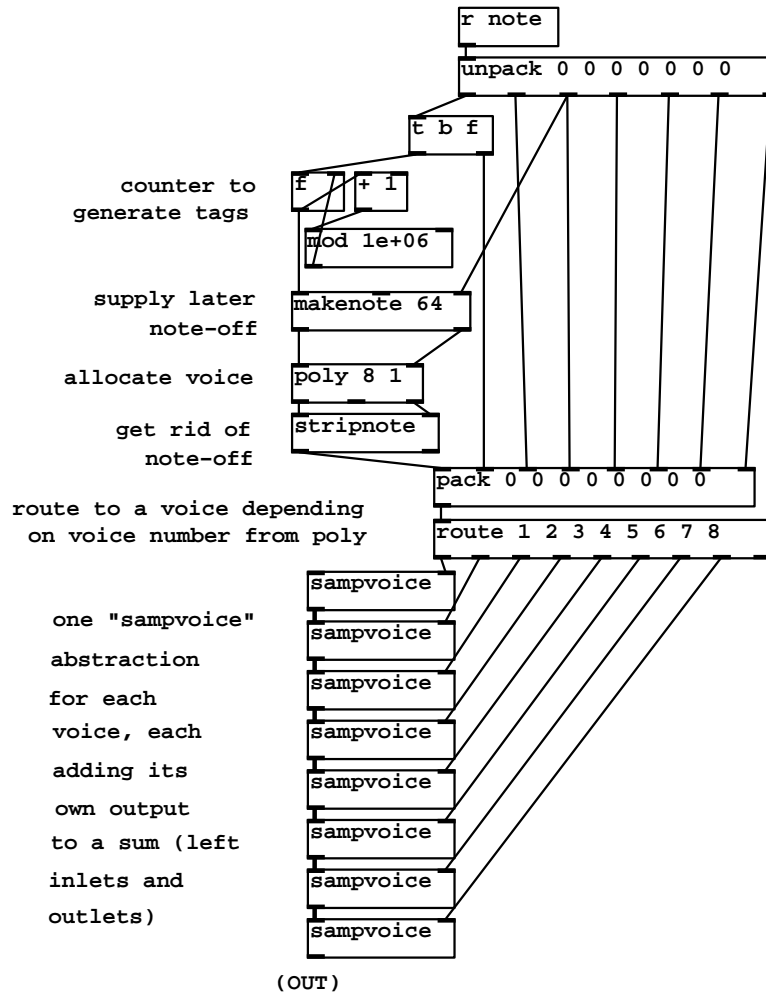 r note
unpack 0 0 0 0 0 0 0
t b f
counter to
generate tags
f
+ 1
mod 1e+06
supply later
note-off
makenote 64
allocate voice
poly 8 1
get rid of
note-off
stripnote
pack 0 0 0 0 0 0 0 0
route to a voice depending
on voice number from poly
route 1 2 3 4 5 6 7 8
sampvoice
one "sampvoice"
sampvoice
abstraction
for each
sampvoice
voice, each
sampvoice
adding its
sampvoice
own output
to a sum (left
sampvoice
inlets and
sampvoice
outlets)
sampvoice
(OUT)